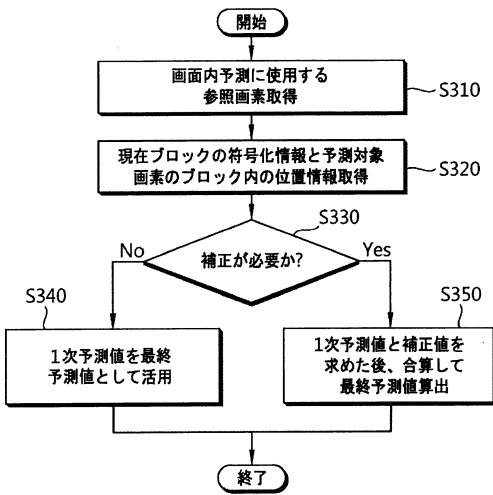 開始
画面内予測に使用する
参照画素取得
S310
現在ブロックの符号化情報と予測対象
画素のブロック内の位置情報取得
S320
S330
補正が必要か?
No
Yes
S340
1次予測値を最終
予測値として活用
S350
1次予測値と補正値を
求めた後、合算して
最終予測値算出
終了